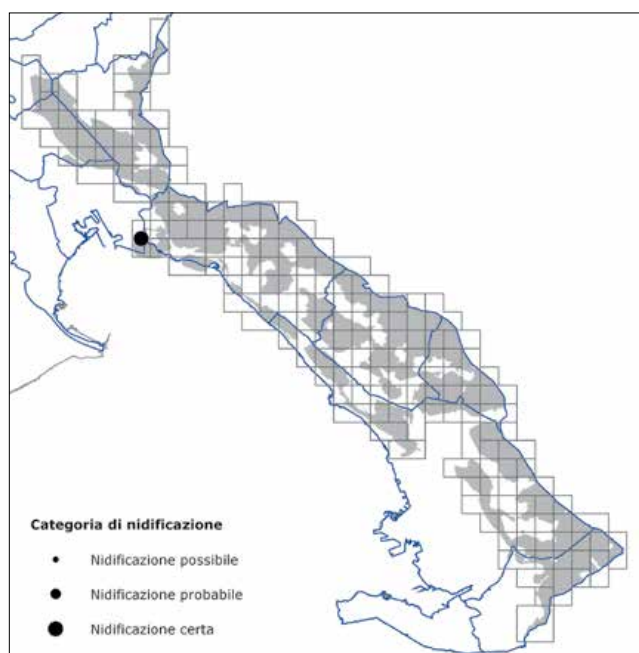 Categoria di nidificazione
Nidificazione possibile
Nidificazione probabile
Nidificazione certa